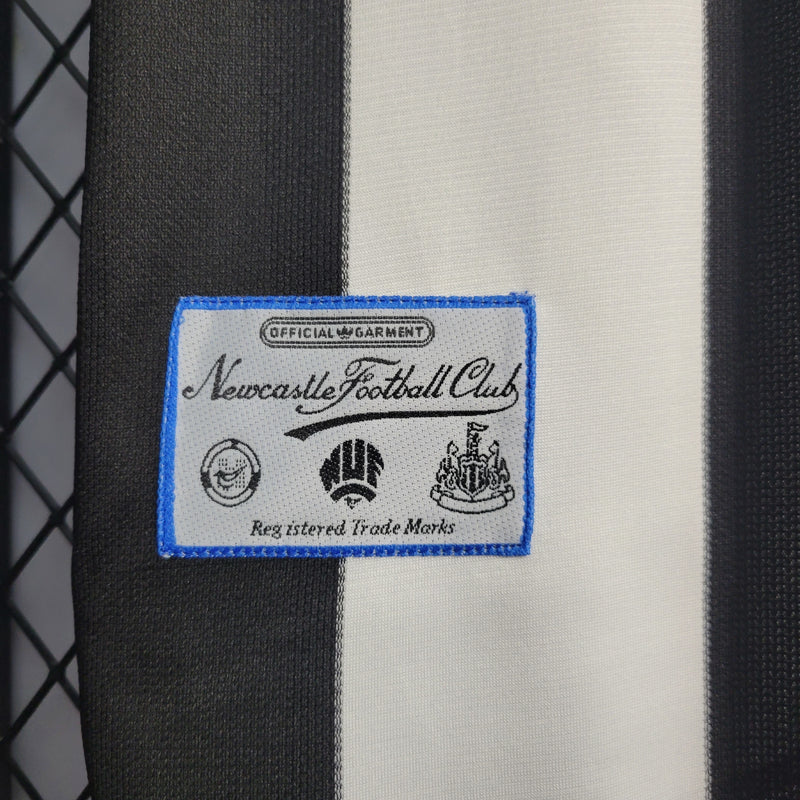 OFFICIAL GARMENT
Newcastle Football Club
NUF
Registered Trade Marks